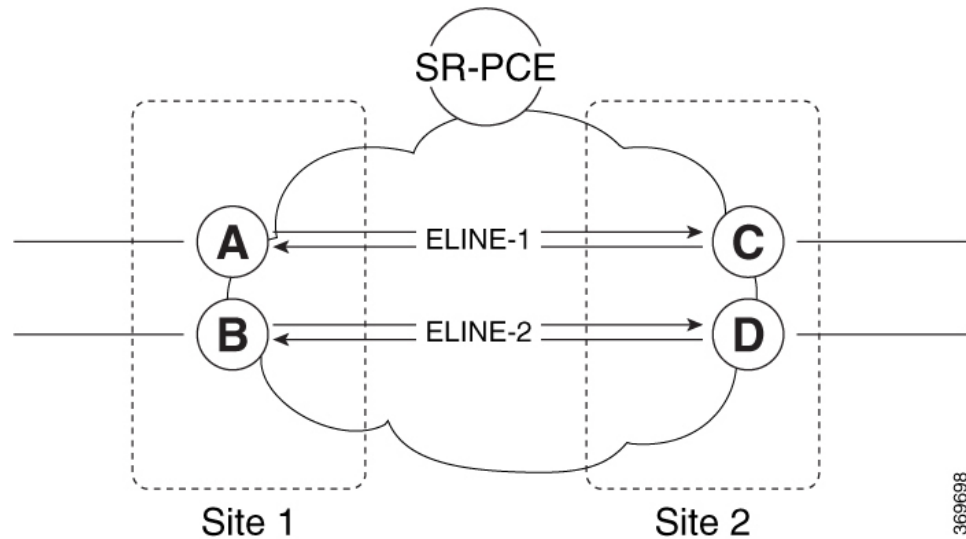 SR-PCE
A
ELINE-1
C
B
ELINE-2
D
Site 1
Site 2
369698